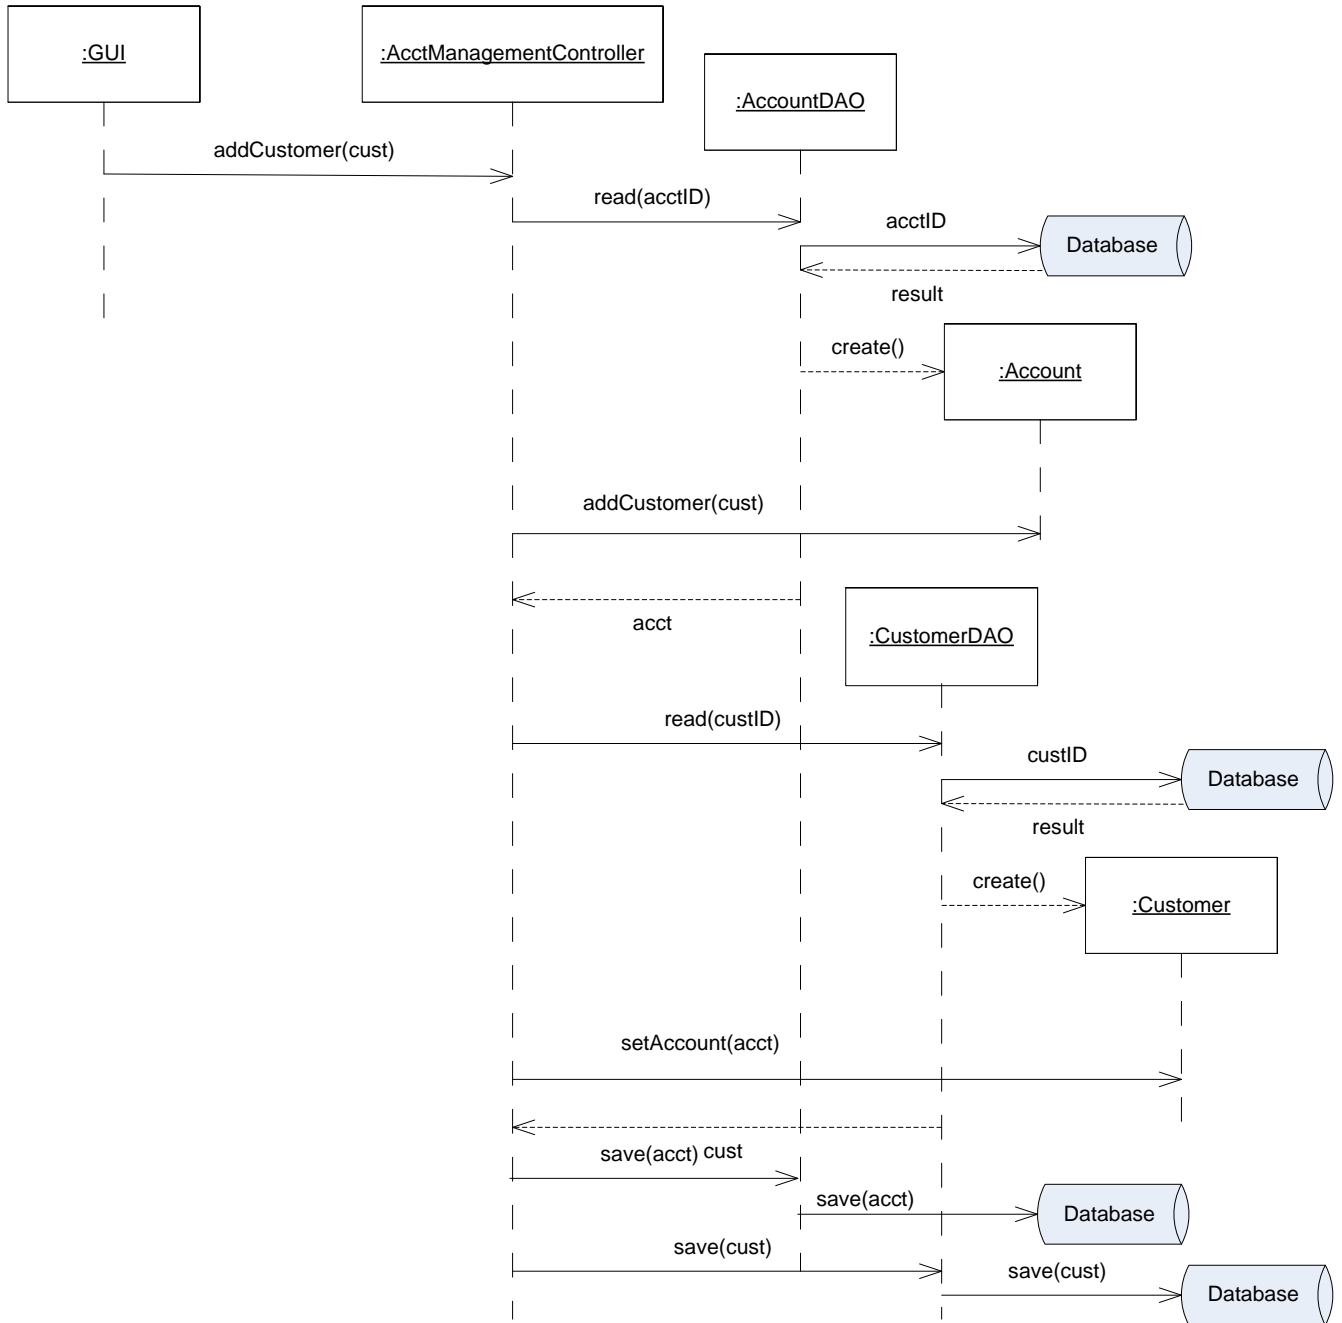 :GUI
:AcctManagementController
:AccountDAO
addCustomer(cust)
read(acctID)
acctID
Database
result
create()
:Account
addCustomer(cust)
acct
:CustomerDAO
read(custID)
custID
Database
result
create()
:Customer
setAccount(acct)
save(acct) cust
save(acct)
Database
save(cust)
save(cust)
Database